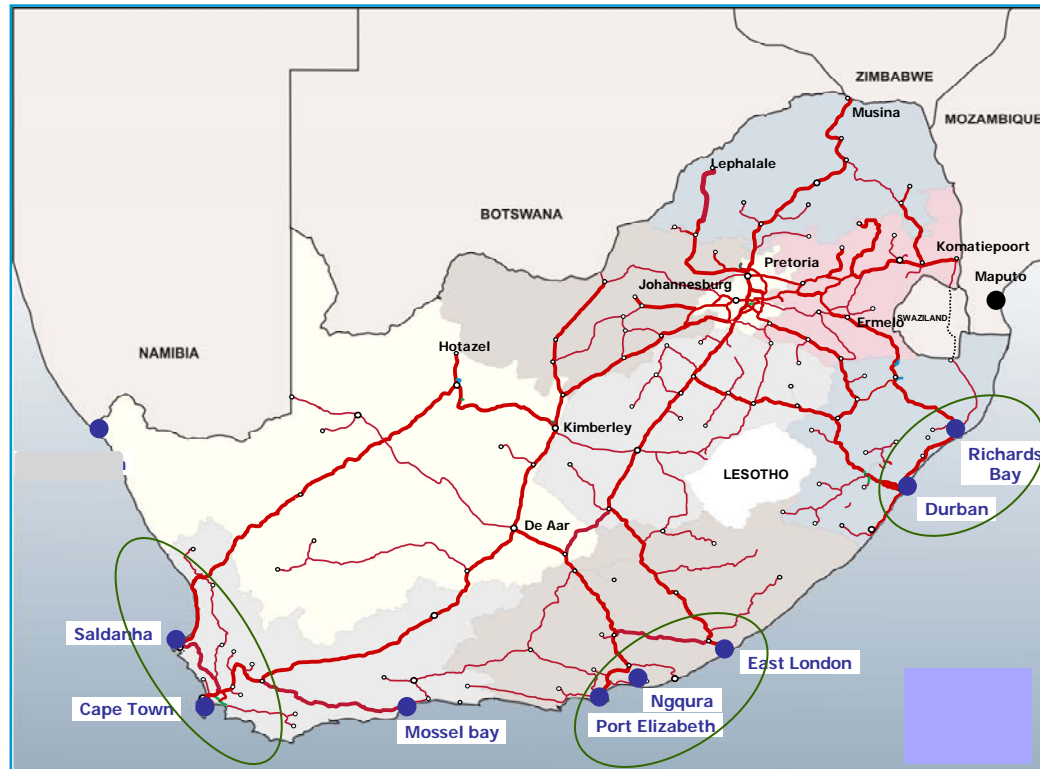 ZIMBABWE
Musina
MOZAMBIQUE
Lephalale
BOTSWANA
Komatiepoort
Pretoria
Maputo
Johannesburg
SWAZILAND
Ermelo
NAMIBIA
Hotazel
Kimberley
Richards
Bay
LESOTHO
Durban
De Aar
Saldanha
East London
Ngqura
Cape Town
Port Elizabeth
Mossel bay